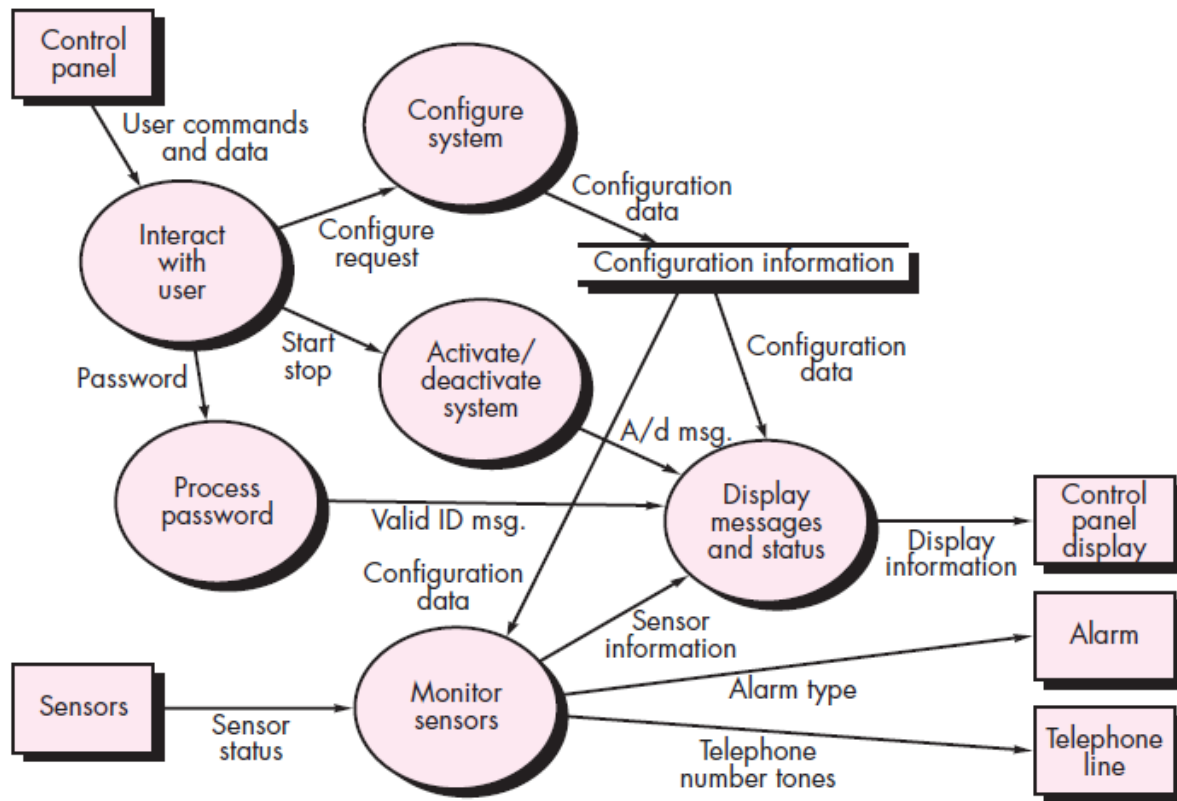 Control
panel
User commands
and data
Configure
system
Configuration
data
Interact
with
user
Configure
request
Configuration information
Start
stop
Activate/
deactivate
system
Configuration
data
Password
A/d msg.
Process
password
Valid ID msg.
Display
messages
and status
Display
information
Control
panel
display
Configuration
data
Sensor
information
Alarm
Sensors
Sensor
status
Monitor
sensors
Alarm type
Telephone
number tones
Telephone
line